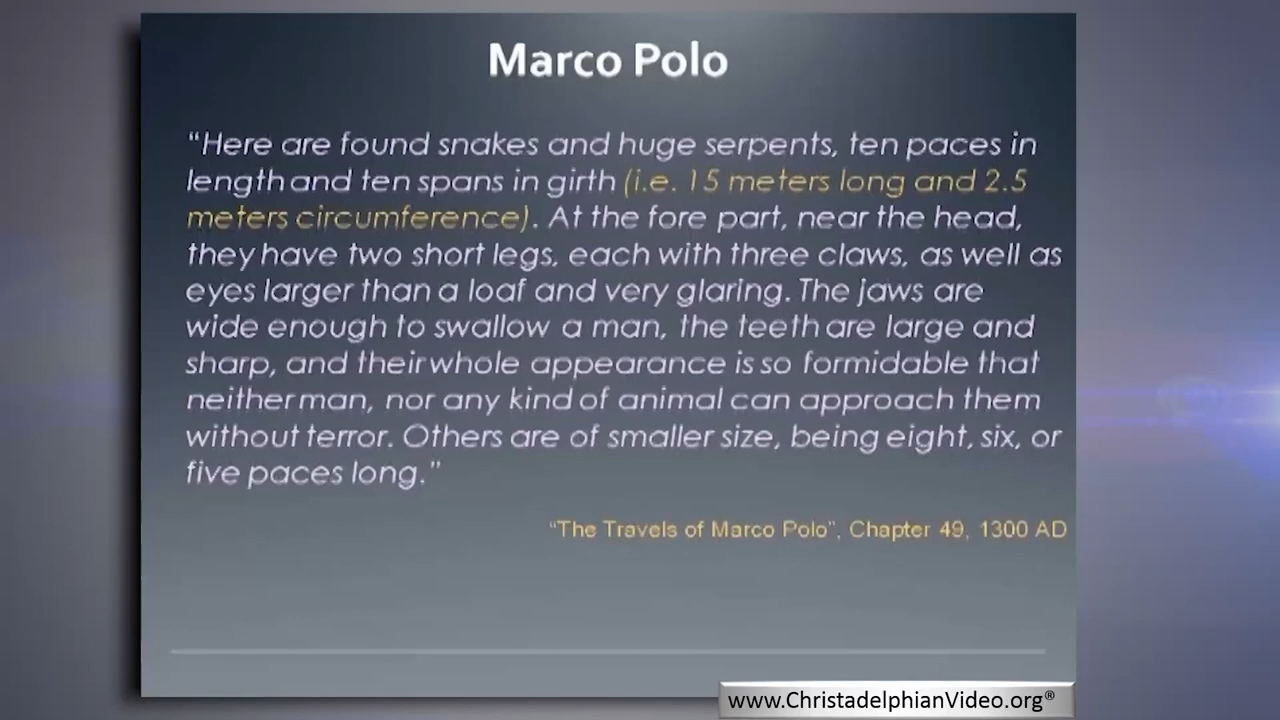 Marco Polo
“Here are found snakes and huge serpents, ten paces in
length and ten spans in girth (i.e. 15 meters long and 2.5
meters circumference). At the fore part, near the head,
they have two short legs, each with three claws, as well as
eyes larger than a loaf and very glaring. The jaws are
wide enough to swallow a man, the teeth are large and
sharp, and their whole appearance is so formidable that
neither man, nor any kind of animal can approach them
without terror. Others are of smaller size, being eight, six, or
five paces long.”
“The Travels of Marco Polo”, Chapter 49, 1300 AD
www.ChristadelphianVideo.org®